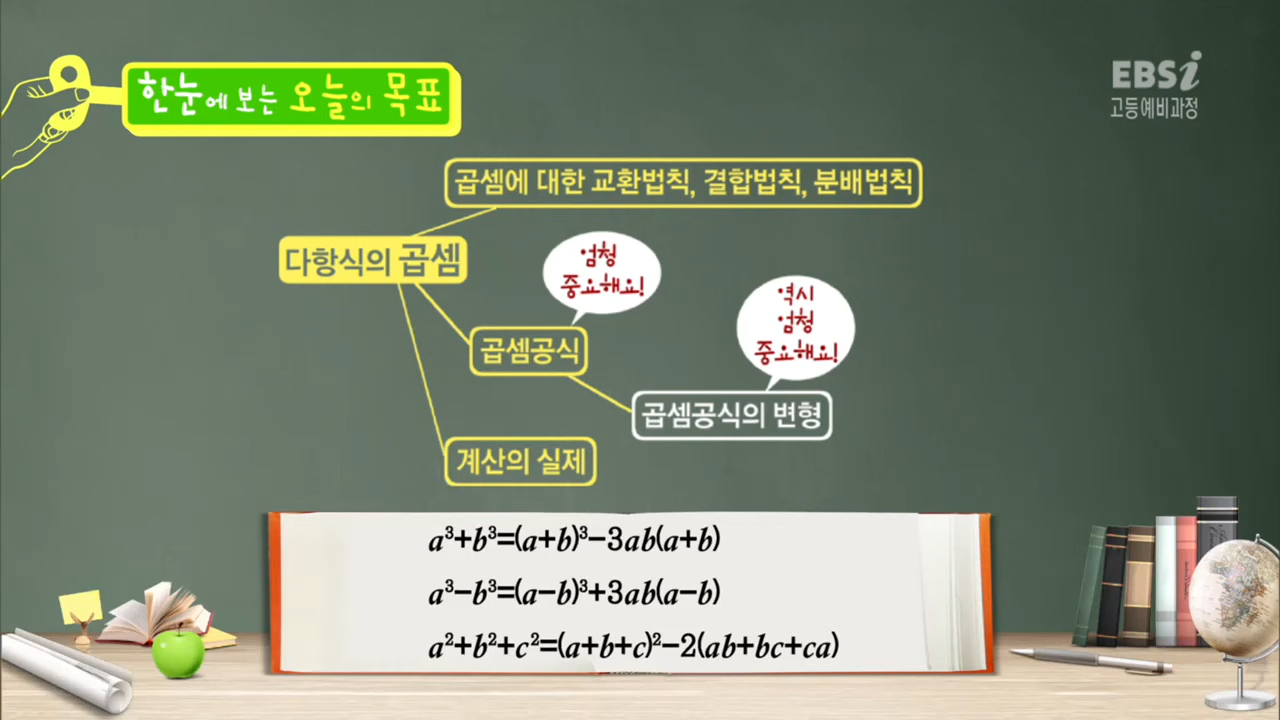 한눈에 보는 오늘의 목표
EBSi
고등예비과정
곱셈에 대한 교환법칙, 결합법칙, 분배법칙
다항식의 곱셈
엄청
중요해요!
역시
엄청
중요해요!
곱셈공식
곱셈공식의 변형
계산의 실제
a³+b³=(a+b)³−3ab(a+b)
a³−b³=(a−b)³+3ab(a−b)
a²+b²+c²=(a+b+c)²−2(ab+bc+ca)